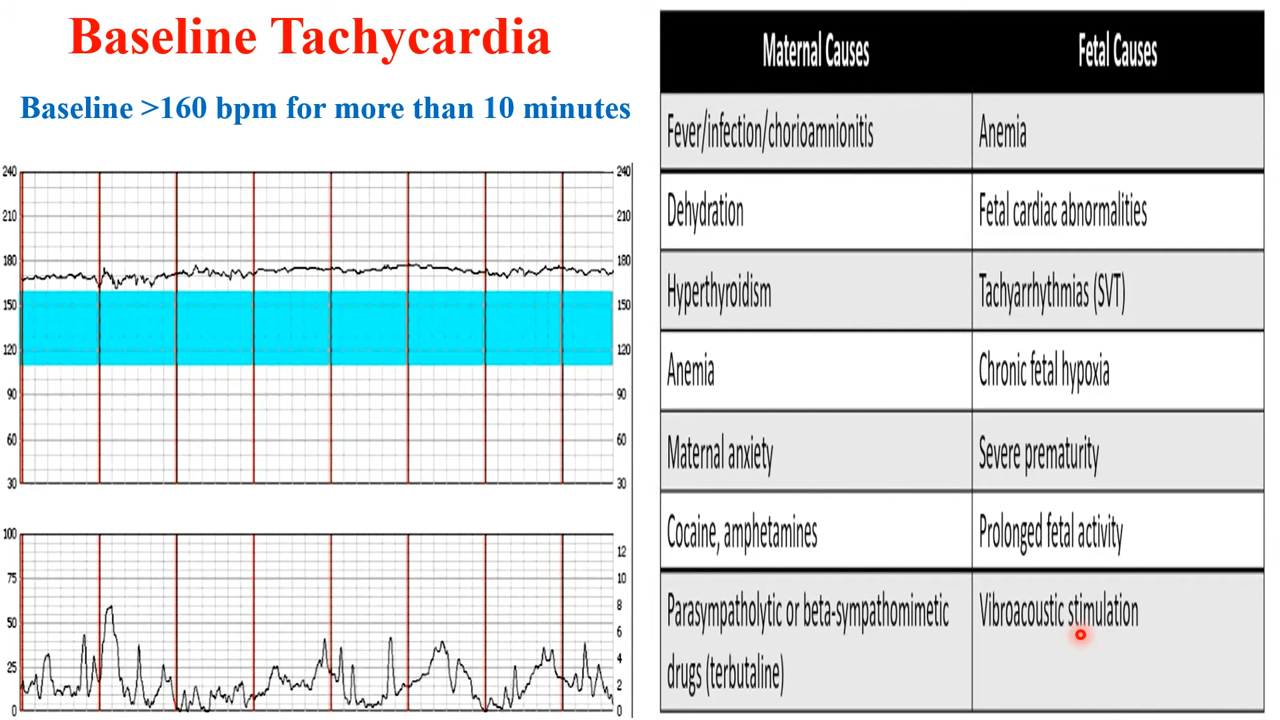 Baseline Tachycardia
Baseline >160 bpm for more than 10 minutes
240 240
210 210
180 180
150 150
120 120
90 90
60 60
30 30
100
12
75 10
8
50
6
4
25
2
0 0
Maternal Causes Fetal Causes
Fever/infection/chorioamnionitis Anemia
Dehydration Fetal cardiac abnormalities
Hyperthyroidism Tachyarrhythmias (SVT)
Anemia Chronic fetal hypoxia
Maternal anxiety Severe prematurity
Cocaine, amphetamines Prolonged fetal activity
Parasympatholytic or beta-sympathomimetic Vibroacoustic stimulation
drugs (terbutaline)